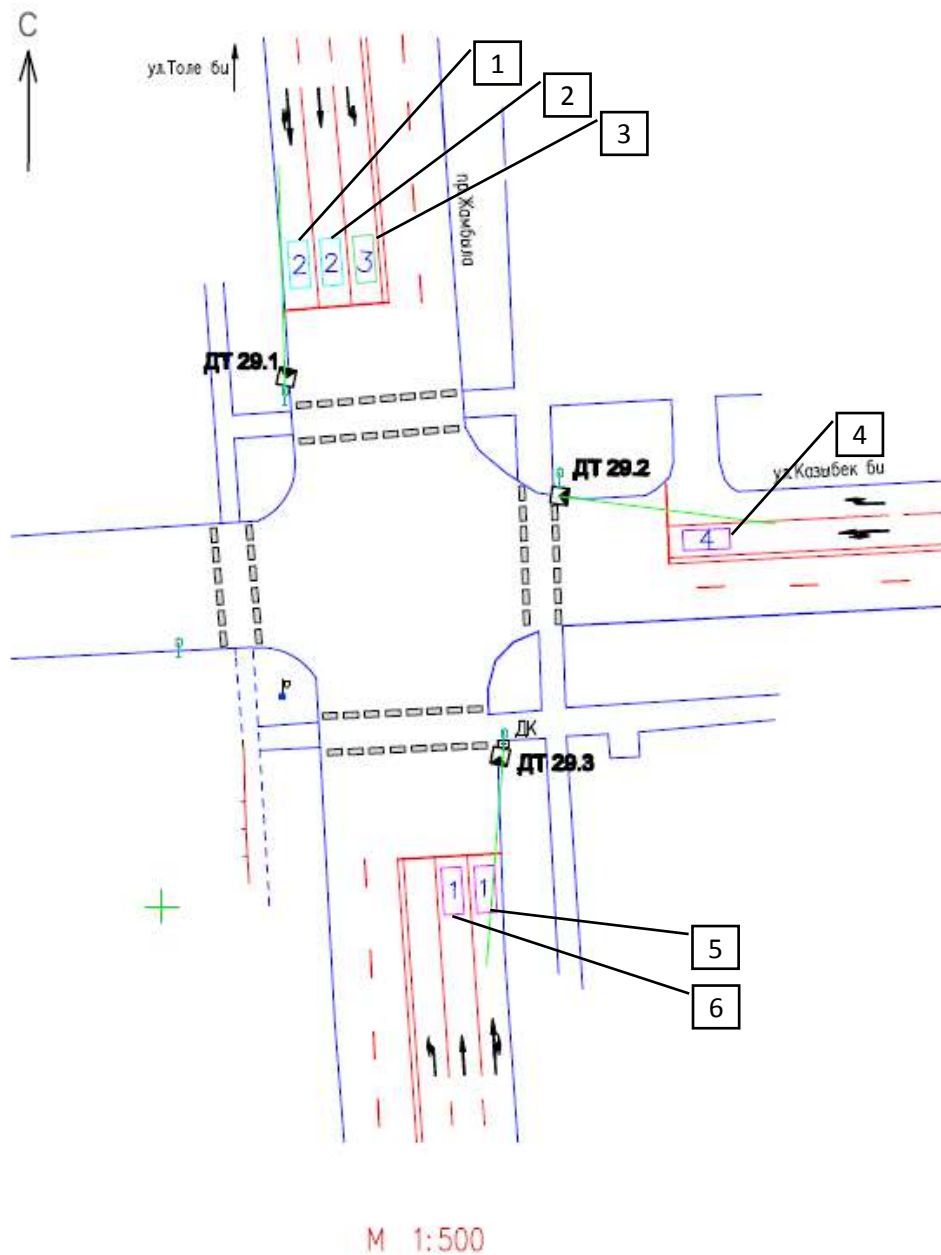 С
ул.Толе би
1
2
3
пр.Жамбыла
2 2 3
ДТ 29.1
4
ДТ 29.2
ул.Казыбек би
4
Р
ДК
ДТ 29.3
1 1
5
6
М 1:500